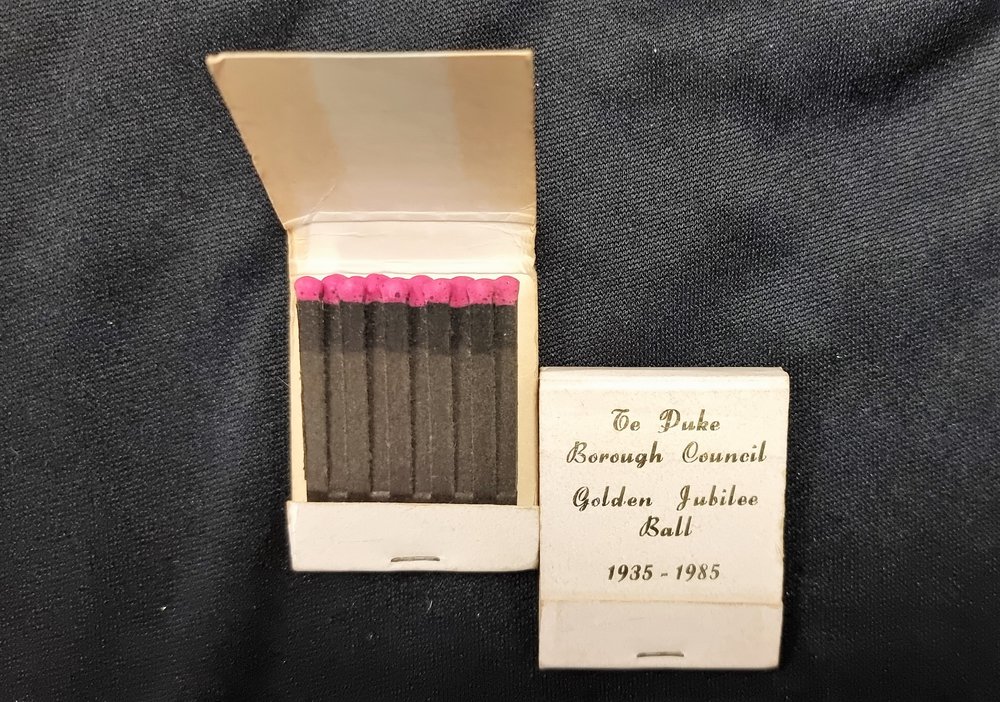 Te Puke
Borough Council
Golden Jubilee
Ball
1935 - 1985